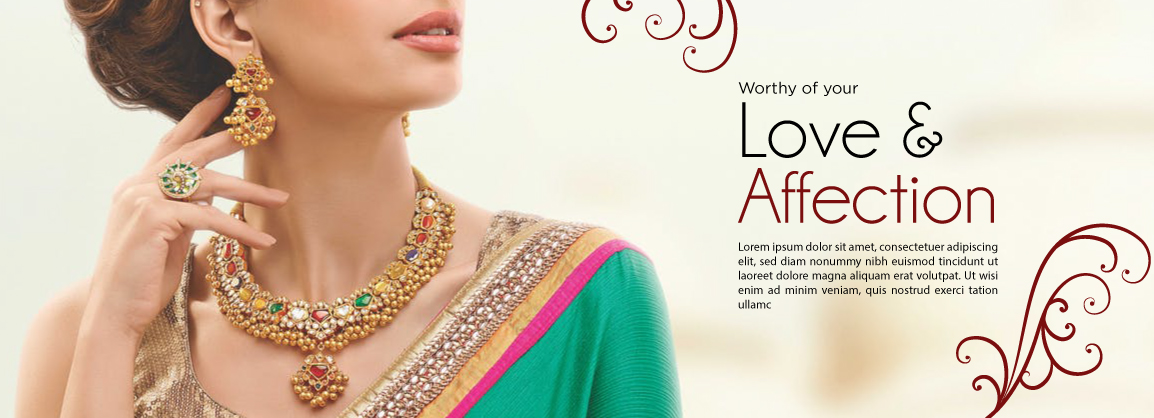 Worthy of your
Love &
Affection
Lorem ipsum dolor sit amet, consectetuer adipiscing
elit, sed diam nonummy nibh euismod tincidunt ut
laoreet dolore magna aliquam erat volutpat. Ut wisi
enim ad minim veniam, quis nostrud exerci tation
ullamc